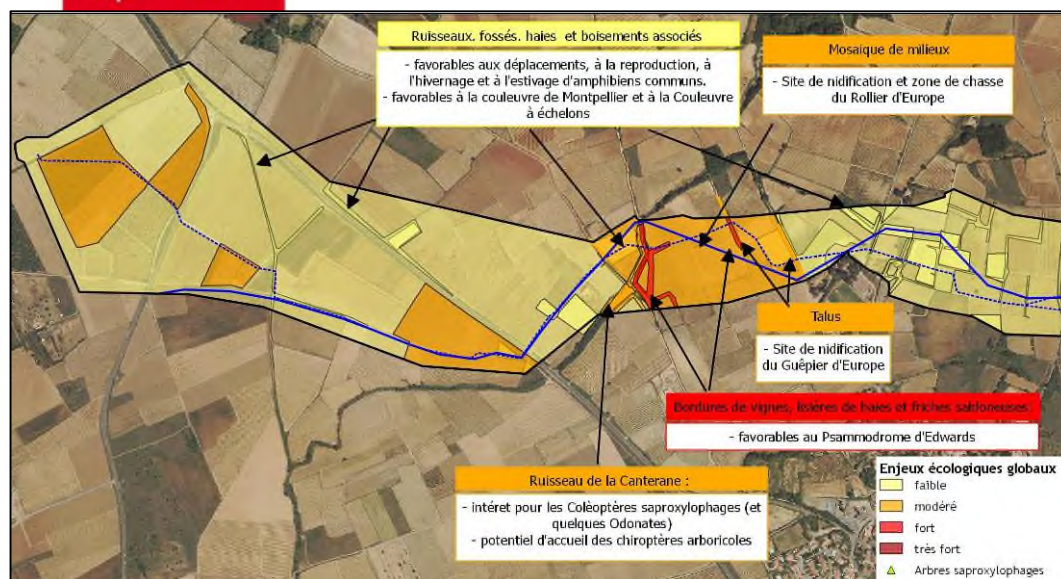 Ruisseaux, fossés, haies et boisements associés
- favorables aux déplacements, à la reproduction, à
l'hivernage et à l'estivage d'amphibiens communs.
- favorables à la couleuvre de Montpellier et à la Couleuvre
à échelons
Mosaïque de milieux
- Site de nidification et zone de chasse
du Rollier d'Europe
Talus
- Site de nidification
du Guêpier d'Europe
Bordures de vignes, lisières de haies et friches sabloneuses:
- favorables au Psammodrome d'Edwards
Ruisseau de la Canterane :
- intéret pour les Coléoptères saproxylophages (et
quelques Odonates)
- potentiel d'accueil des chiroptères arboricoles
Enjeux écologiques globaux
faible
modéré
fort
très fort
Arbres saproxylophages